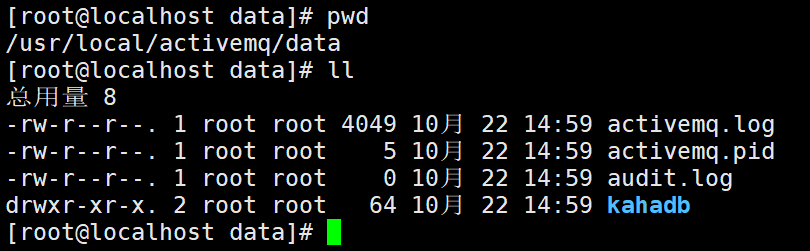 [root@localhost data]# pwd
/usr/local/activemq/data
[root@localhost data]# ll
总用量 8
-rw-r--r--. 1 root root 4049 10月 22 14:59 activemq.log
-rw-r--r--. 1 root root    5 10月 22 14:59 activemq.pid
-rw-r--r--. 1 root root    0 10月 22 14:59 audit.log
drwxr-xr-x. 2 root root   64 10月 22 14:59 kahadb
[root@localhost data]#